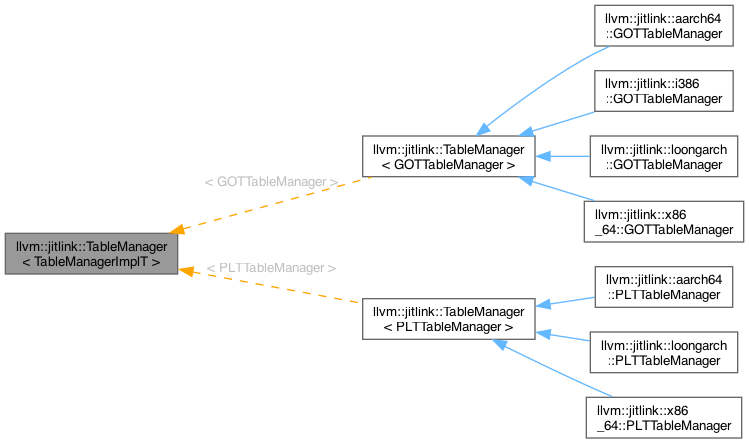 llvm::jitlink::aarch64
::GOTTableManager
llvm::jitlink::i386
::GOTTableManager
llvm::jitlink::TableManager
< GOTTableManager >
llvm::jitlink::loongarch
::GOTTableManager
< GOTTableManager >
llvm::jitlink::x86
_64::GOTTableManager
llvm::jitlink::TableManager
< TableManagerImplT >
< PLTTableManager >
llvm::jitlink::aarch64
::PLTTableManager
llvm::jitlink::TableManager
< PLTTableManager >
llvm::jitlink::loongarch
::PLTTableManager
llvm::jitlink::x86
_64::PLTTableManager